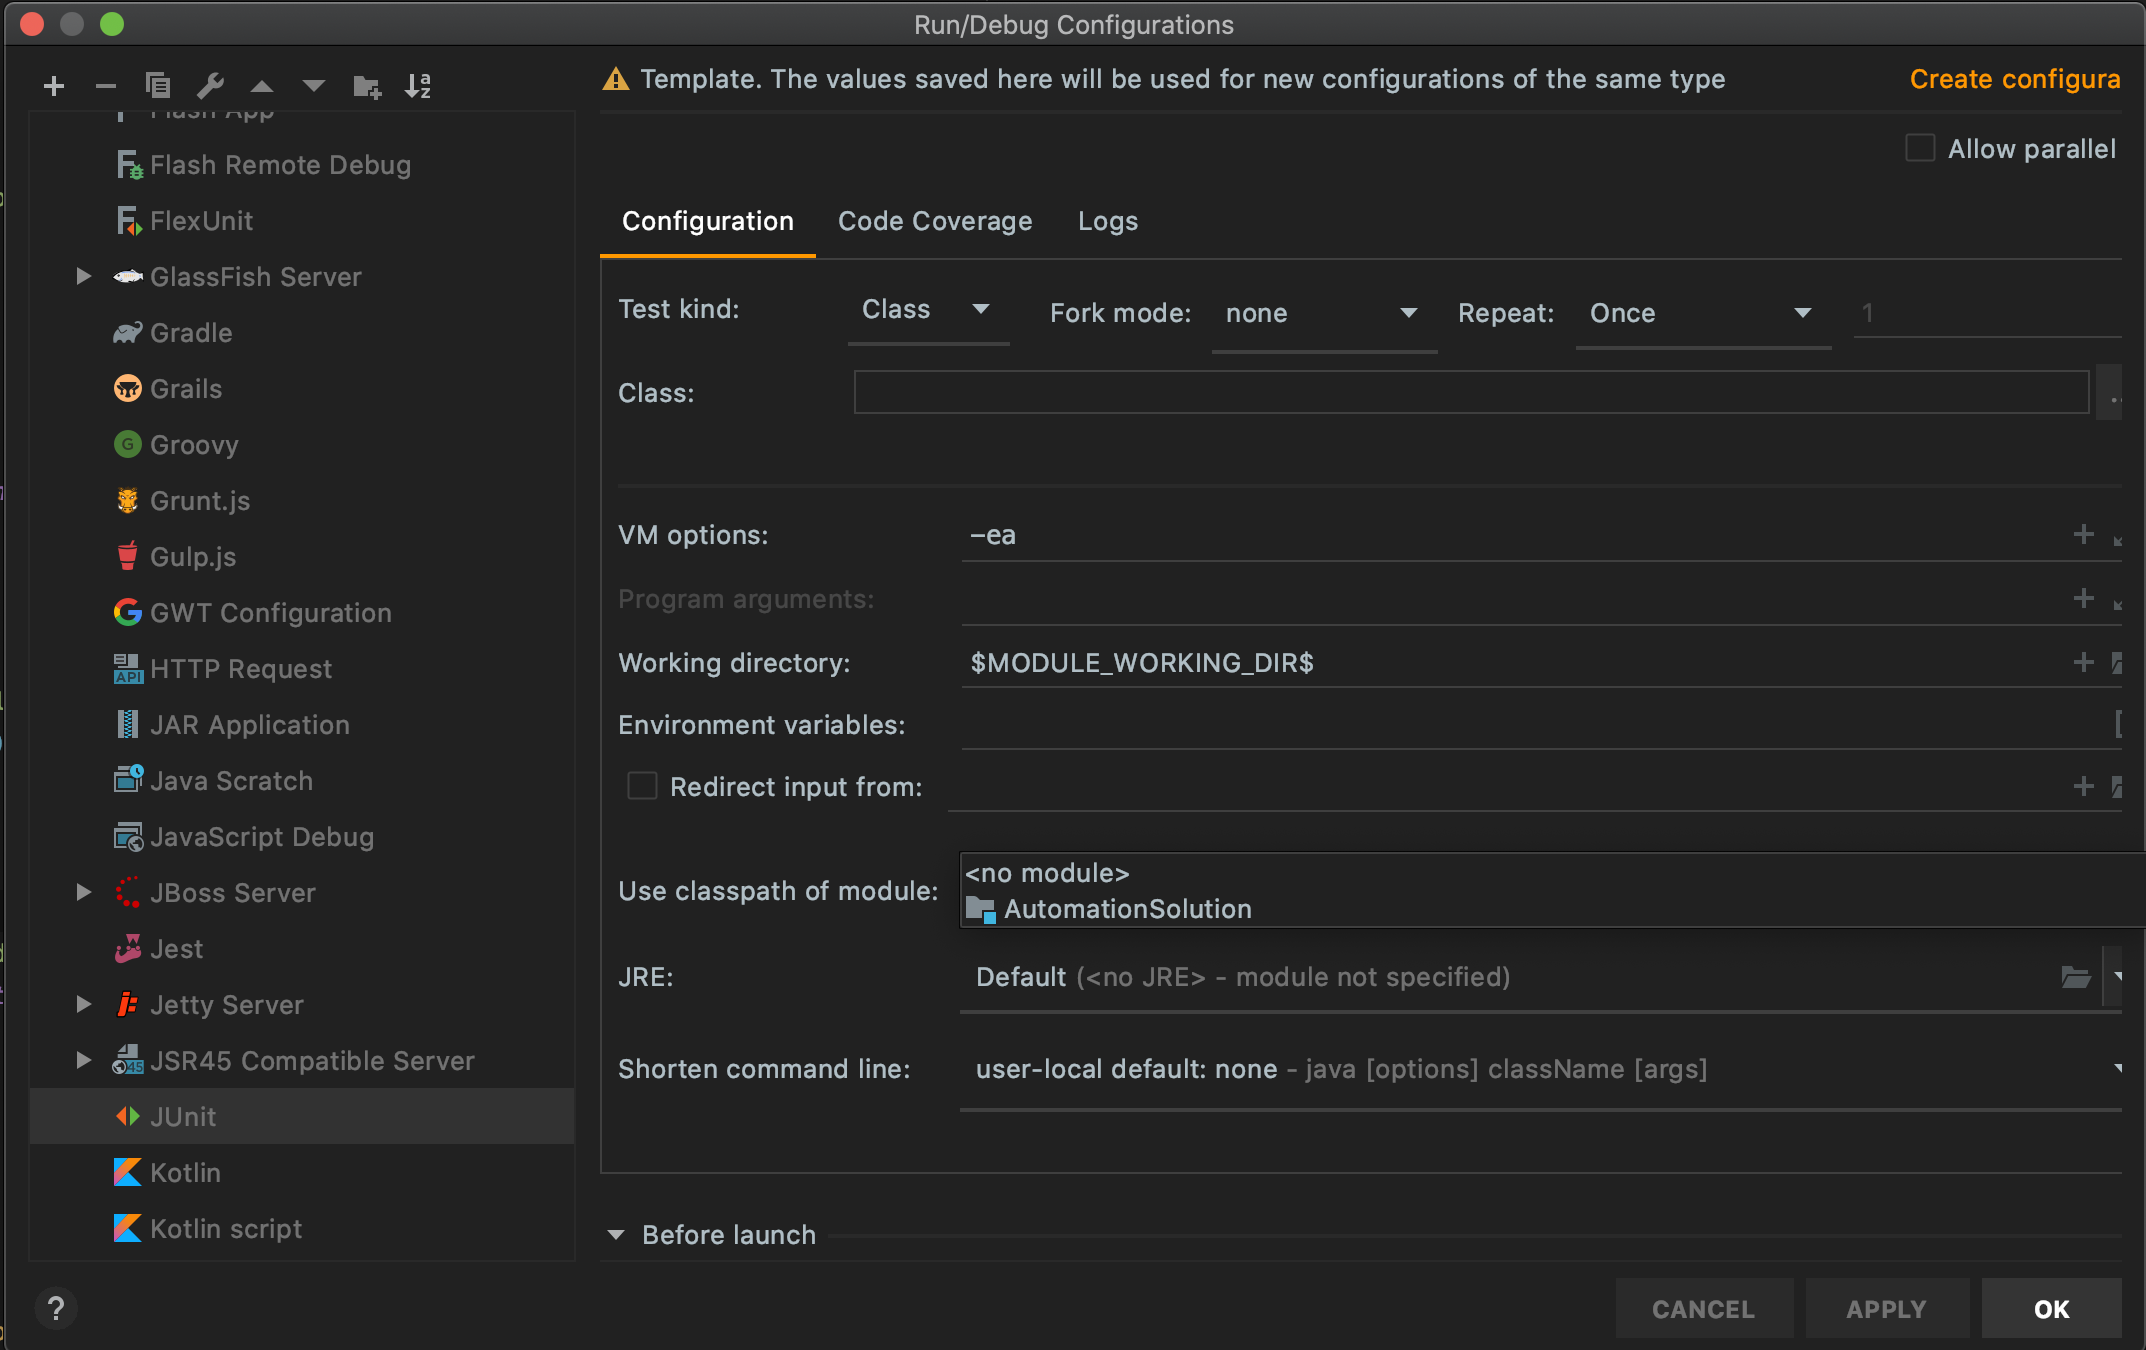 Run/Debug Configurations
Template. The values saved here will be used for new configurations of the same type
Create configura
Allow parallel
Flash App
Flash Remote Debug
FlexUnit
GlassFish Server
Gradle
Grails
G Groovy
Grunt.js
Gulp.js
GWT Configuration
API HTTP Request
JAR Application
Java Scratch
JavaScript Debug
JBoss Server
Jest
Jetty Server
45 JSR45 Compatible Server
JUnit
Kotlin
Kotlin script
Configuration Code Coverage Logs
Test kind: Class Fork mode: none Repeat: Once 1
Class:
VM options: -ea
Program arguments:
Working directory: $MODULE_WORKING_DIR$
Environment variables:
Redirect input from:
<no module>
Use classpath of module:
AutomationSolution
JRE: Default (<no JRE> - module not specified)
Shorten command line: user-local default: none - java [options] className [args]
Before launch
? CANCEL APPLY OK